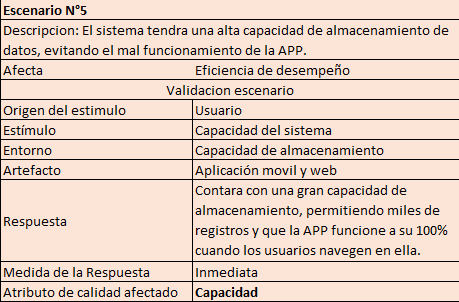 Escenario N°5
Descripcion: El sistema tendra una alta capacidad de almacenamiento de
datos, evitando el mal funcionamiento de la APP.
Afecta Eficiencia de desempeño
Validacion escenario
Origen del estimulo Usuario
Estímulo Capacidad del sistema
Entorno Capacidad de almacenamiento
Artefacto Aplicación movil y web
Respuesta Contara con una gran capacidad de
almacenamiento, permitiendo miles de
registros y que la APP funcione a su 100%
cuando los usuarios navegen en ella.
Medida de la Respuesta Inmediata
Atributo de calidad afectado Capacidad